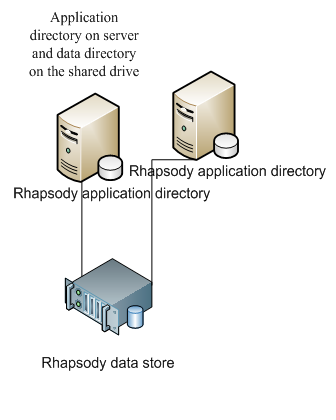 Application
directory on server
and data directory
on the shared drive
Rhapsody application directory
Rhapsody application directory
Rhapsody data store